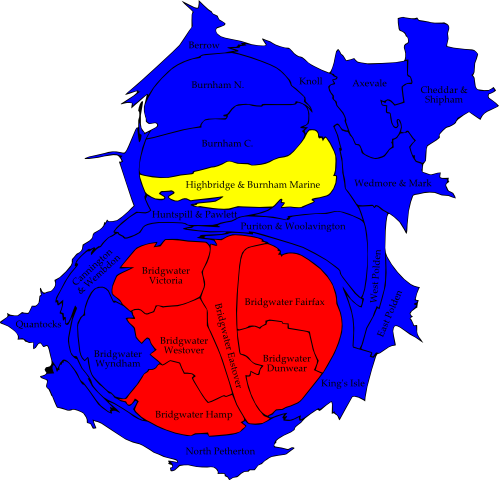 Berrow
Burnham N.
Knoll
Axevale
Cheddar &
Shipham
Burnham C.
Highbridge & Burnham Marine
Wedmore & Mark
Huntspill & Pawlett
Puriton & Woolavington
Cannington
& Wembdon
West Polden
East Polden
Bridgwater
Victoria
Bridgwater Fairfax
Bridgwater Eastover
Quantocks
Bridgwater
Westover
Bridgwater
Wyndham
Bridgwater
Dunwear
King's Isle
Bridgwater Hamp
North Petherton